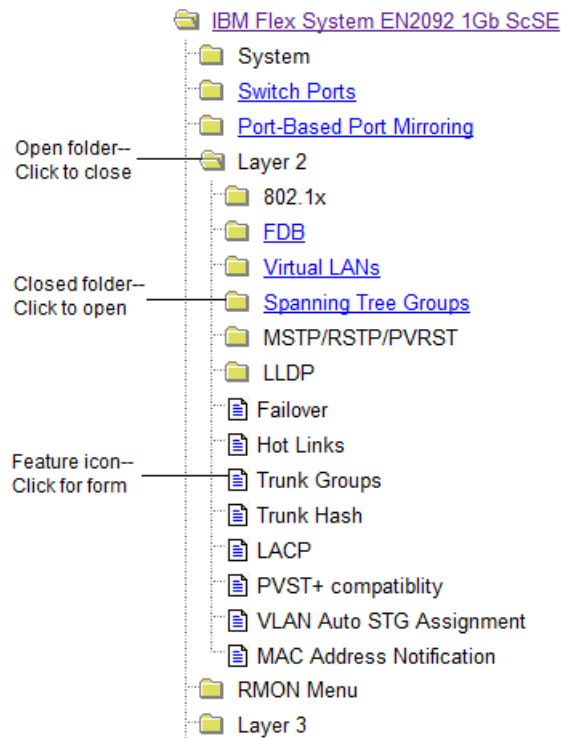 IBM Flex System EN2092 1Gb ScSE
System
Switch Ports
Port-Based Port Mirroring
Open folder--
Click to close
Layer 2
802.1x
FDB
Virtual LANs
Closed folder--
Click to open
Spanning Tree Groups
MSTP/RSTP/PVRST
LLDP
Failover
Hot Links
Feature icon--
Click for form
Trunk Groups
Trunk Hash
LACP
PVST+ compatiblity
VLAN Auto STG Assignment
MAC Address Notification
RMON Menu
Layer 3